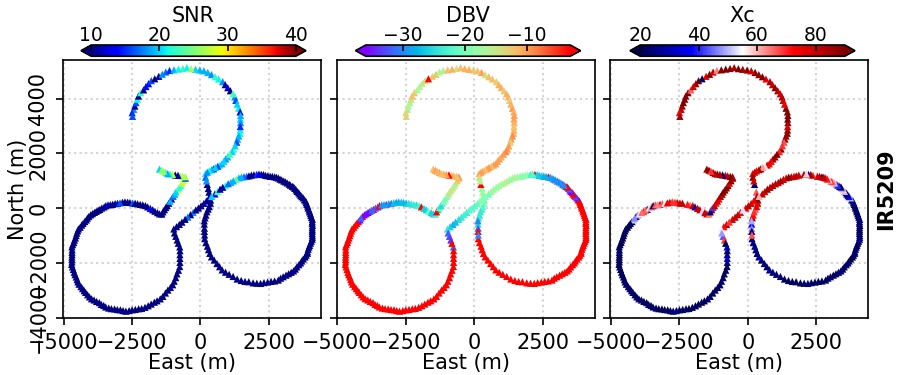 SNR DBV Xc
10 20 30 40 −30 −20 −10 20 40 60 80
North (m)
4000
2000
0
−2000
−4000
−5000 −2500 0 2500 −5000 −2500 0 2500 −5000 −2500 0 2500
East (m) East (m) East (m)
IR5209